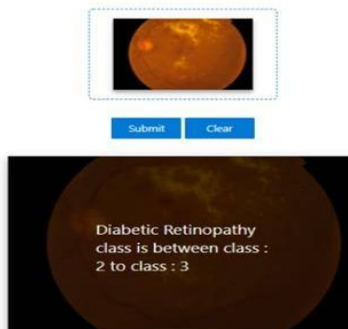 Submit Clear
Diabetic Retinopathy
class is between class :
2 to class : 3